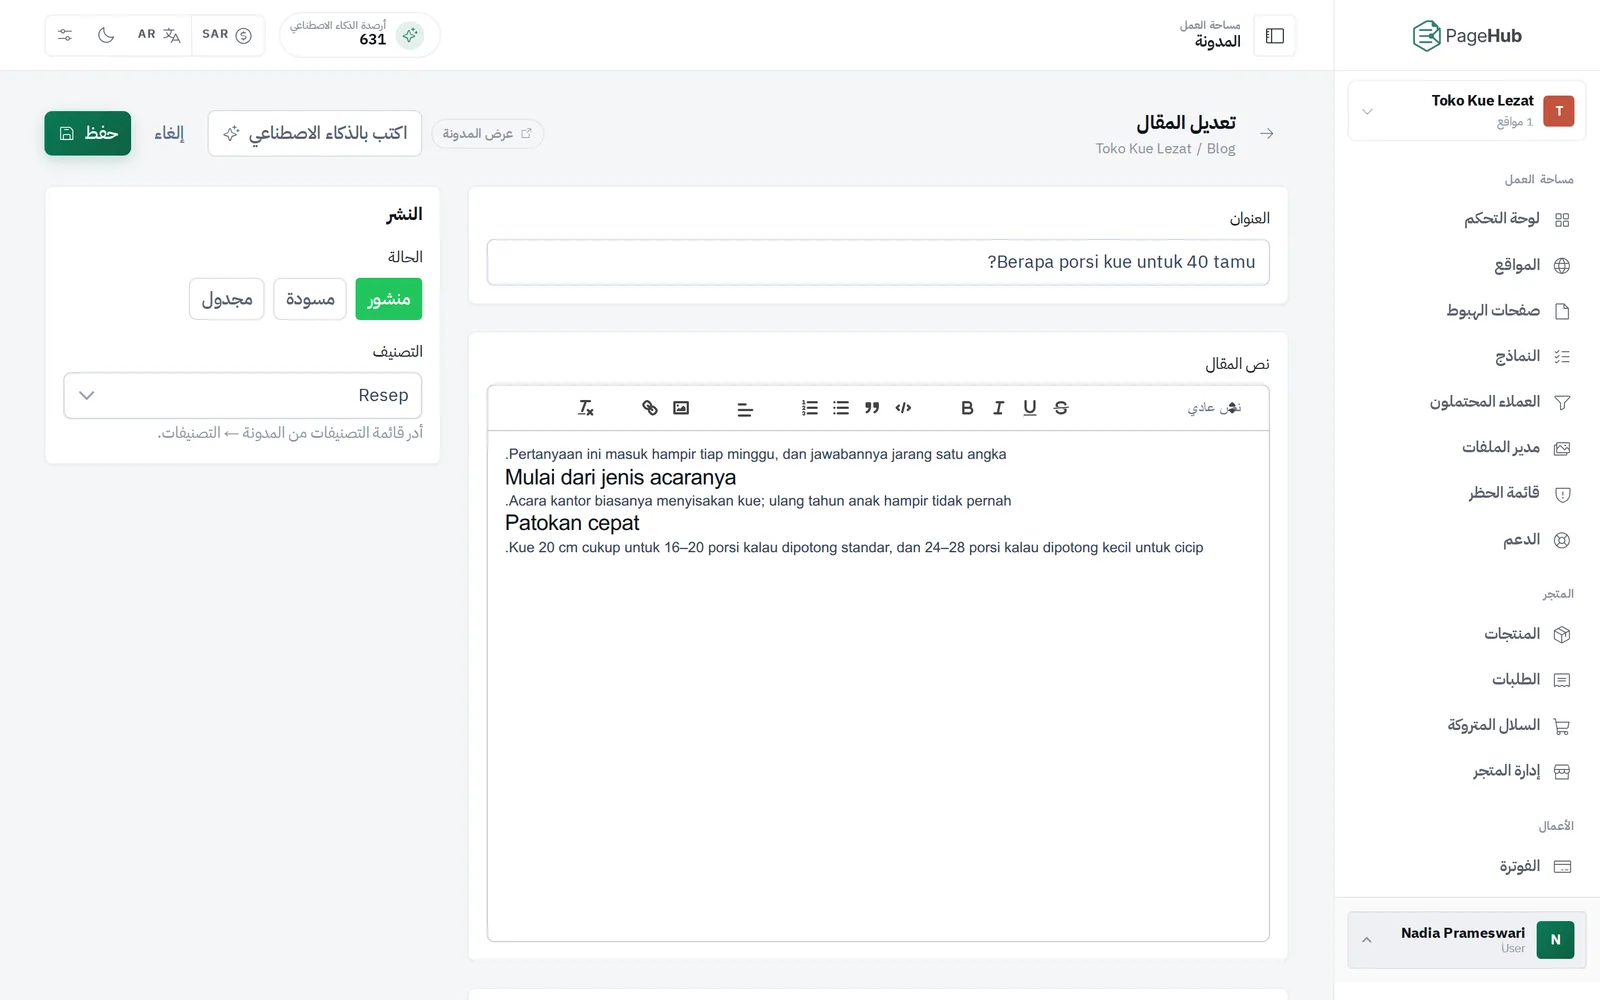 PageHub
Toko Kue Lezat
1 مواقع
T
مساحة العمل
لوحة التحكم
المواقع
صفحات الهبوط
النماذج
العملاء المحتملون
مدير الملفات
قائمة الحظر
الدعم
المتجر
المنتجات
الطلبات
السلال المتروكة
إدارة المتجر
الأعمال
الفوترة
Nadia Prameswari
User
N
مساحة العمل
المدونة
أرصدة الذكاء الاصطناعي
631
SAR
AR
تعديل المقال
Toko Kue Lezat / Blog
عرض المدونة
اكتب بالذكاء الاصطناعي
إلغاء
حفظ
العنوان
Berapa porsi kue untuk 40 tamu?
نص المقال
نص عادي
Pertanyaan ini masuk hampir tiap minggu, dan jawabannya jarang satu angka.
Mulai dari jenis acaranya
Acara kantor biasanya menyisakan kue; ulang tahun anak hampir tidak pernah.
Patokan cepat
Kue 20 cm cukup untuk 16–20 porsi kalau dipotong standar, dan 24–28 porsi kalau dipotong kecil untuk cicip.
النشر
الحالة
منشور
مسودة
مجدول
التصنيف
Resep
أدر قائمة التصنيفات من المدونة ← التصنيفات.